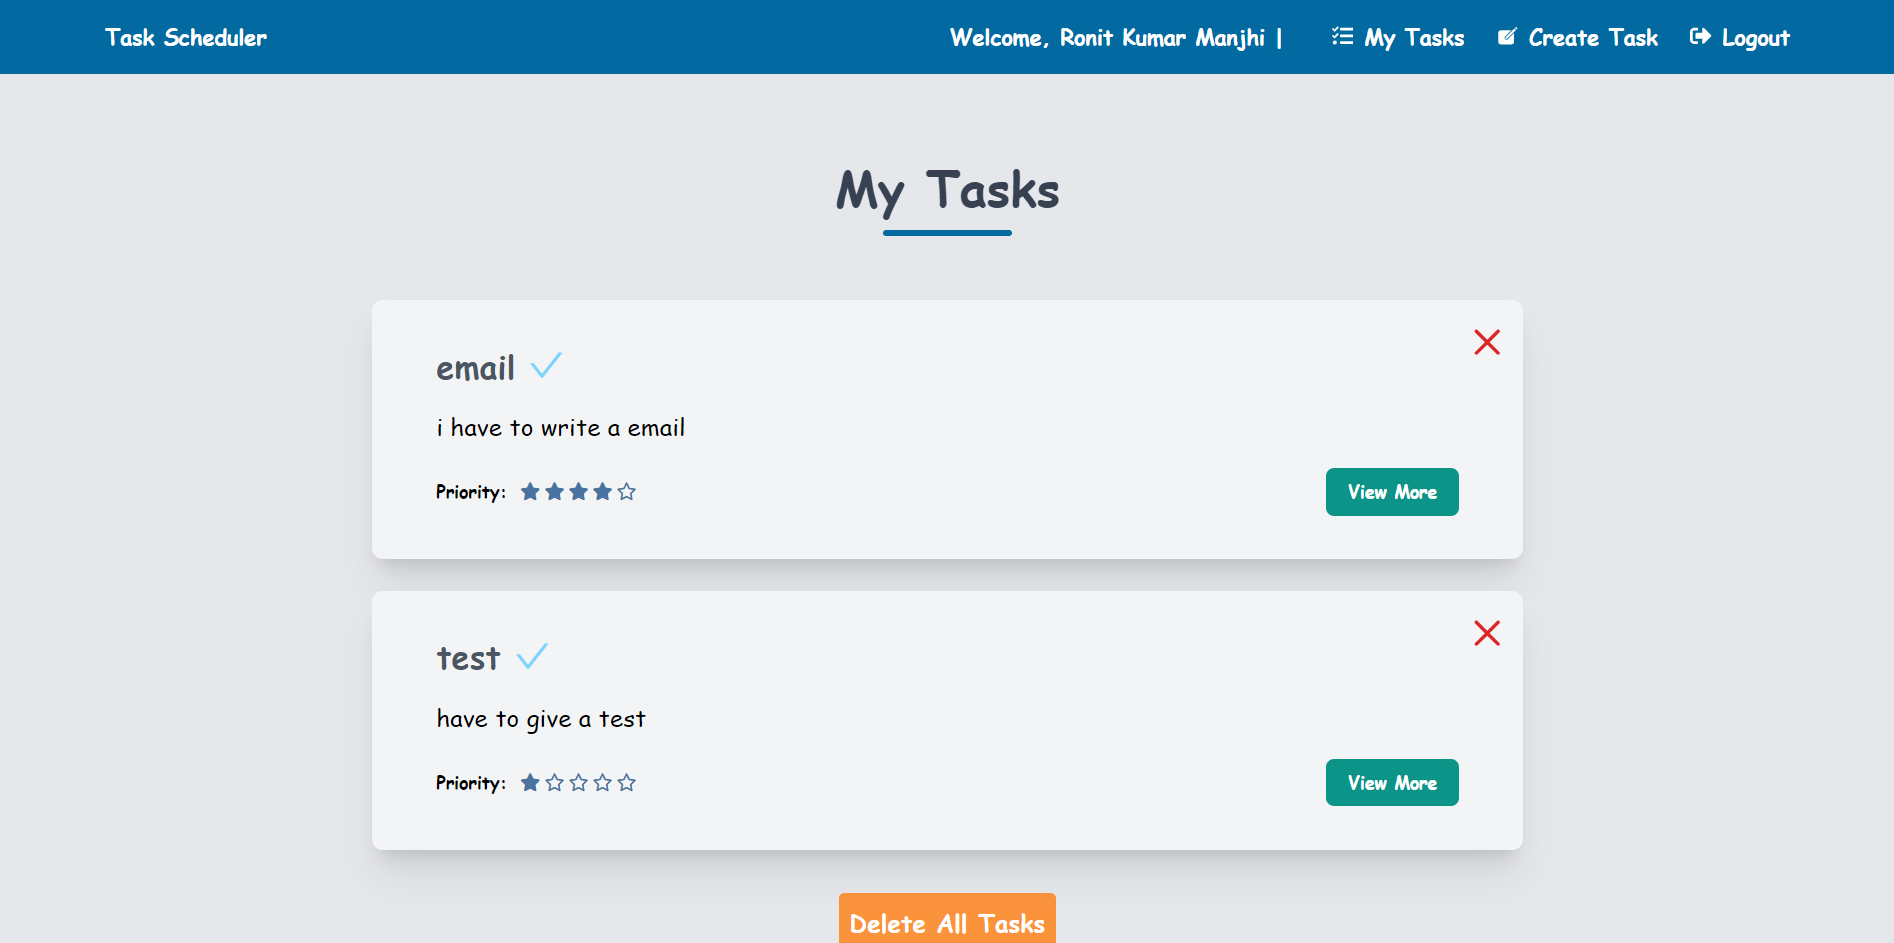 Task Scheduler
Welcome, Ronit Kumar Manjhi | My Tasks Create Task Logout
My Tasks
email
i have to write a email
Priority:
View More
test
have to give a test
Priority:
View More
Delete All Tasks